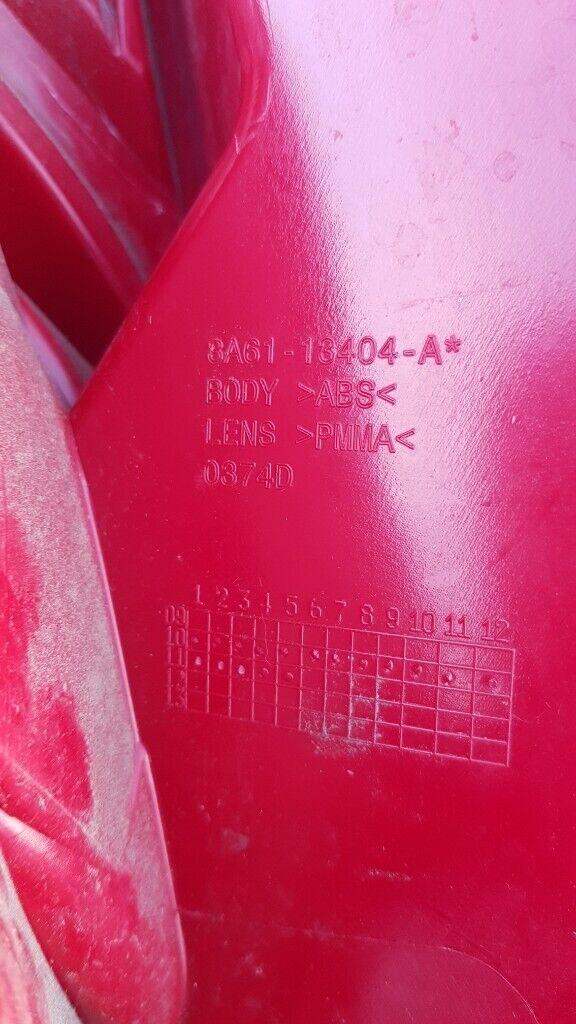 8A61-13404-A*
BODY >ABS<
LENS >PMMA<
0374D
1 2 3 4 5 6 7 8 9 10 11 12